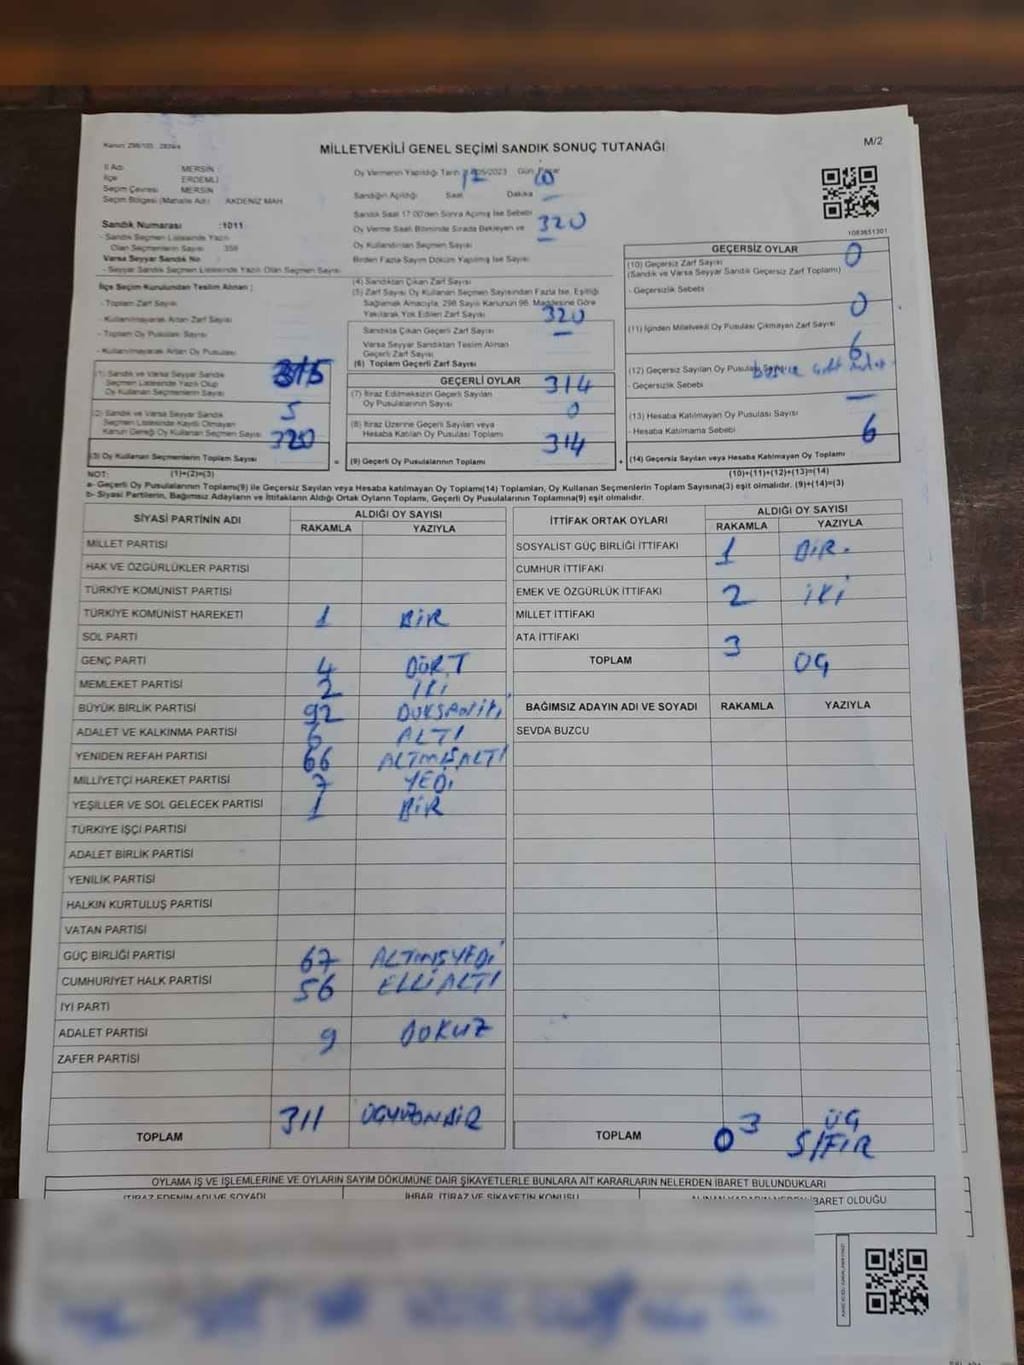 Kanun: 298/105 , 2839/4
MİLLETVEKİLİ GENEL SEÇİMİ SANDIK SONUÇ TUTANAĞI
M/2
İl Adı MERSİN
İlçe ERDEMLİ
Seçim Çevresi MERSİN
Seçim Bölgesi (Mahalle Adı) AKDENİZ MAH
Oy Vermenin Yapıldığı Tarih /2023 Gün Pazar
Sandığın Açıldığı Saat Dakika
Sandık Saat 17:00'den Sonra Açılmış İse Sebebi
Oy Verme Saati Bitiminde Sırada Bekleyen ve
Oy Kullandırılan Seçmen Sayısı 320
Birden Fazla Sayım Döküm Yapılmış İse Sayısı
Sandık Numarası :1011
- Sandık Seçmen Listesinde Yazılı
Olan Seçmenlerin Sayısı 358
Varsa Seyyar Sandık No
- Seyyar Sandık Seçmen Listesinde Yazılı Olan Seçmen Sayısı
İlçe Seçim Kurulundan Teslim Alınan :
- Toplam Zarf Sayısı
- Kullanılmayarak Artan Zarf Sayısı
- Toplam Oy Pusulası Sayısı
- Kullanılmayarak Artan Oy Pusulası
(1) Sandık ve Varsa Seyyar Sandık
Seçmen Listesinde Yazılı Olup
Oy Kullanan Seçmenlerin Sayısı 315
(2) Sandık ve Varsa Seyyar Sandık
Seçmen Listesinde Kayıtlı Olmayan
Kanun Gereği Oy Kullanan Seçmen Sayısı 5
(3) Oy Kullanan Seçmenlerin Toplam Sayısı 320
(4) Sandıktan Çıkan Zarf Sayısı
(5) Zarf Sayısı Oy Kullanan Seçmen Sayısından Fazla İse, Eşitliği
Sağlamak Amacıyla, 298 Sayılı Kanunun 98. Maddesine Göre
Yakılarak Yok Edilen Zarf Sayısı
320
Sandıkta Çıkan Geçerli Zarf Sayısı
Varsa Seyyar Sandıktan Teslim Alınan
Geçerli Zarf Sayısı
(6) Toplam Geçerli Zarf Sayısı
GEÇERLİ OYLAR
(7) İtiraz Edilmeksizin Geçerli Sayılan
Oy Pusulalarının Sayısı 314
(8) İtiraz Üzerine Geçerli Sayılan veya
Hesaba Katılan Oy Pusulası Toplamı 0
= (9) Geçerli Oy Pusulalarının Toplamı 314
1083651301
GEÇERSİZ OYLAR
(10) Geçersiz Zarf Sayısı 0
(Sandık ve Varsa Seyyar Sandık Geçersiz Zarf Toplamı)
- Geçersizlik Sebebi
(11) İçinden Milletvekili Oy Pusulası Çıkmayan Zarf Sayısı 0
(12) Geçersiz Sayılan Oy Pusulası Sayısı 6
- Geçersizlik Sebebi
(13) Hesaba Katılmayan Oy Pusulası Sayısı
- Hesaba Katılmama Sebebi
+ (14) Geçersiz Sayılan veya Hesaba Katılmayan Oy Toplamı 6
NOT: (1)+(2)=(3) (10)+(11)+(12)+(13)=(14)
a- Geçerli Oy Pusulalarının Toplamı(9) ile Geçersiz Sayılan veya Hesaba Katılmayan Oy Toplamı(14) Toplamları, Oy Kullanan Seçmenlerin Toplam Sayısına(3) eşit olmalıdır. (9)+(14)=(3)
b- Siyasi Partilerin, Bağımsız Adayların ve İttifakların Aldığı Ortak Oyların Toplamı, Geçerli Oy Pusulalarının Toplamına(9) eşit olmalıdır.
SİYASİ PARTİNİN ADI ALDIĞI OY SAYISI
RAKAMLA YAZIYLA
MİLLET PARTİSİ
HAK VE ÖZGÜRLÜKLER PARTİSİ
TÜRKİYE KOMÜNİST PARTİSİ
TÜRKİYE KOMÜNİST HAREKETİ 1 BİR
SOL PARTİ
GENÇ PARTİ 4 DÖRT
MEMLEKET PARTİSİ 2 İKİ
BÜYÜK BİRLİK PARTİSİ 92 DOKSANİKİ
ADALET VE KALKINMA PARTİSİ 6 ALTI
YENİDEN REFAH PARTİSİ 66 ALTMIŞALTI
MİLLİYETÇİ HAREKET PARTİSİ 7 YEDİ
YEŞİLLER VE SOL GELECEK PARTİSİ 1 BİR
TÜRKİYE İŞÇİ PARTİSİ
ADALET BİRLİK PARTİSİ
YENİLİK PARTİSİ
HALKIN KURTULUŞ PARTİSİ
VATAN PARTİSİ
GÜÇ BİRLİĞİ PARTİSİ 67 ALTMIŞYEDİ
CUMHURİYET HALK PARTİSİ 56 ELLİALTI
İYİ PARTİ
ADALET PARTİSİ 9 DOKUZ
ZAFER PARTİSİ
TOPLAM 311 ÜÇYÜZONBİR
İTTİFAK ORTAK OYLARI ALDIĞI OY SAYISI
RAKAMLA YAZIYLA
SOSYALİST GÜÇ BİRLİĞİ İTTİFAKI 1 BİR.
CUMHUR İTTİFAKI
EMEK VE ÖZGÜRLÜK İTTİFAKI 2 İKİ
MİLLET İTTİFAKI
ATA İTTİFAKI 3
TOPLAM ÜÇ
BAĞIMSIZ ADAYIN ADI VE SOYADI RAKAMLA YAZIYLA
SEVDA BUZCU
3 ÜÇ
TOPLAM 0 SIFIR
OYLAMA İŞ VE İŞLEMLERİNE VE OYLARIN SAYIM DÖKÜMÜNE DAİR ŞİKAYETLERLE BUNLARA AİT KARARLARIN NELERDEN İBARET BULUNDUKLARI
İTİRAZ EDENİN ADI VE SOYADI İHBAR, İTİRAZ VE ŞİKAYETİN KONUSU İBARET OLDUĞU